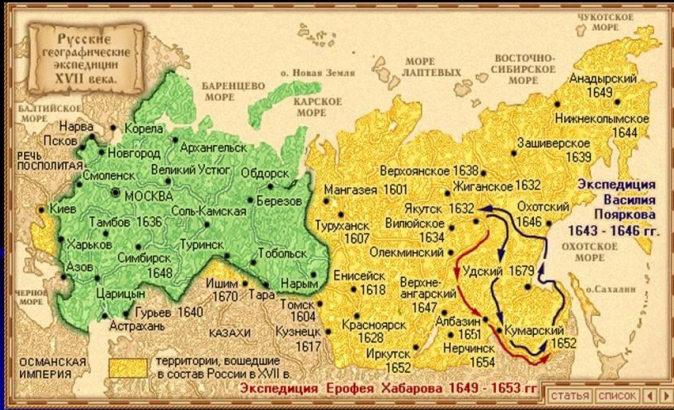 Русские
географические
экспедиции
XVII века.
ЧУКОТСКОЕ
МОРЕ
МОРЕ
ЛАПТЕВЫХ
ВОСТОЧНО-
СИБИРСКОЕ
МОРЕ
о. Новая Земля
БАРЕНЦЕВО
МОРЕ
КАРСКОЕ
МОРЕ
БАЛТИЙСКОЕ
МОРЕ
Анадырский
1649
Нижнеколымское
1644
Нарва
Корела
Псков
Новгород
Архангельск
РЕЧЬ
ПОСПОЛИТАЯ
Великий Устюг
Обдорск
Смоленск
МОСКВА
Березов
Зашиверское
1639
Верхоянское 1638
Жиганское 1632
Мангазея 1601
Экспедиция
Василия
Пояркова
1643 - 1646 гг.
Киев
Тамбов 1636
Соль-Камская
Туруханск
1607
Якутск 1632
Вилюйское
1634
Охотский
1646
Харьков
Туринск
Тобольск
Олекминский
ОХОТСКОЕ
МОРЕ
Симбирск
1648
Азов
Царицын
Нарым
Ишим
1670
Тара
Енисейск
1618
Верхне-
ангарский
1647
Удский 1679
о.Сахалин
ЧЕРНОЕ
МОРЕ
Гурьев 1640
Астрахань
Томск
1604
Кузнецк
1617
Красноярск
1628
Албазин
1651
Кумарский
1652
КАЗАХИ
Иркутск
1652
Нерчинск
1654
ОСМАНСКАЯ
ИМПЕРИЯ
территории, вошедшие
в состав России в XVII в.
Экспедиция Ерофея Хабарова 1649 - 1653 гг
статья список